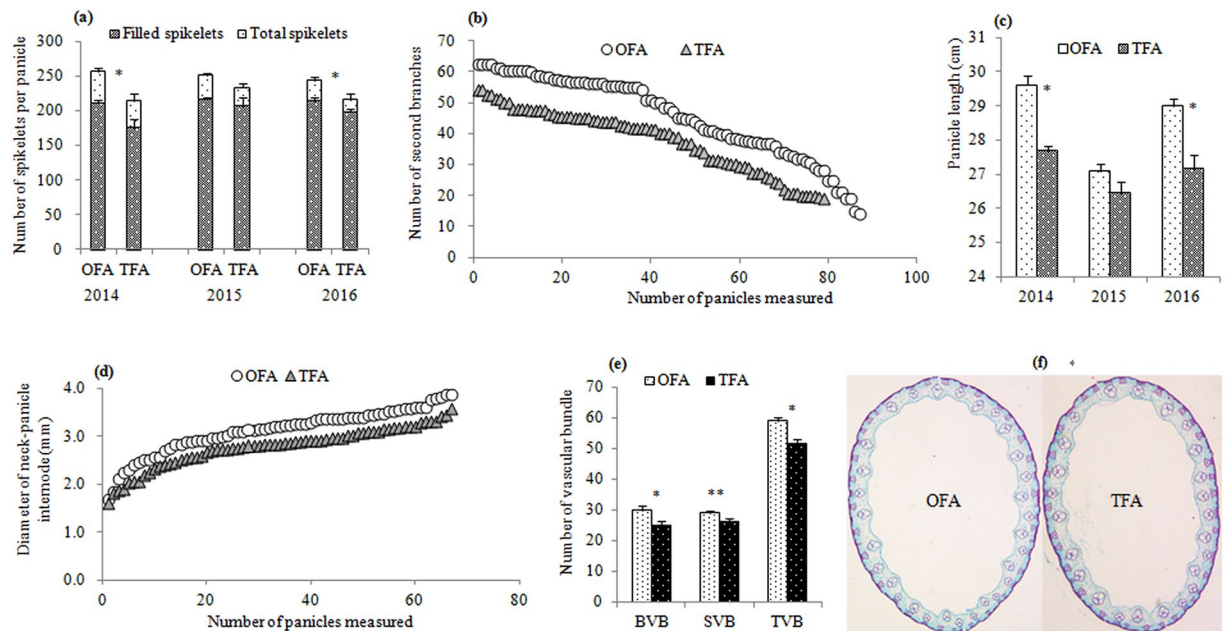 (a)
Filled spikelets Total spikelets
Number of spikelets per panicle
300
250
200
150
100
50
0
* *
OFA TFA OFA TFA OFA TFA
2014 2015 2016
(b)
OFA TFA
Number of second branches
70
60
50
40
30
20
10
0
0 20 40 60 80 100
Number of panicles measured
(c)
OFA TFA
Panicle length (cm)
31
30
29
28
27
26
25
24
* *
2014 2015 2016
(d)
OFA TFA
Diameter of neck-panicle
internode (mm)
4.0
3.0
2.0
1.0
0.0
0 20 40 60 80
Number of panicles measured
(e)
OFA TFA
Number of vascular bundle
70
60
50
40
30
20
10
0
* ** *
BVB SVB TVB
(f)
OFA TFA